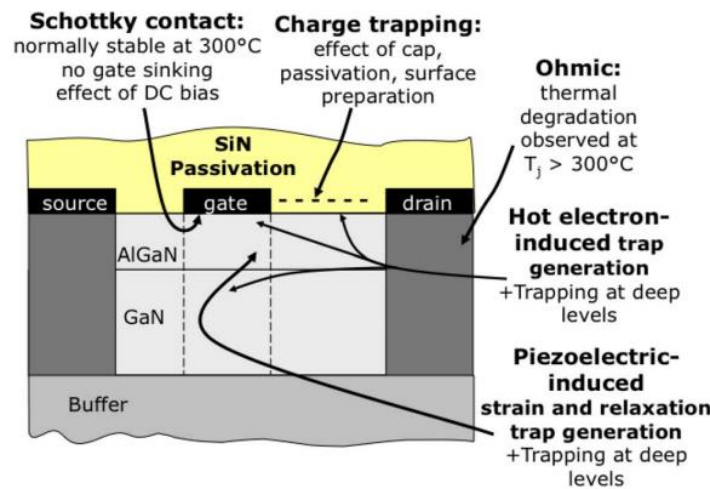 Schottky contact:
normally stable at 300°C
no gate sinking
effect of DC bias
Charge trapping:
effect of cap,
passivation, surface
preparation
Ohmic:
thermal
degradation
observed at
Tj > 300°C
SiN
Passivation
source
gate
drain
AlGaN
GaN
Buffer
Hot electron-
induced trap
generation
+Trapping at deep
levels
Piezoelectric-
induced
strain and relaxation
trap generation
+Trapping at deep
levels